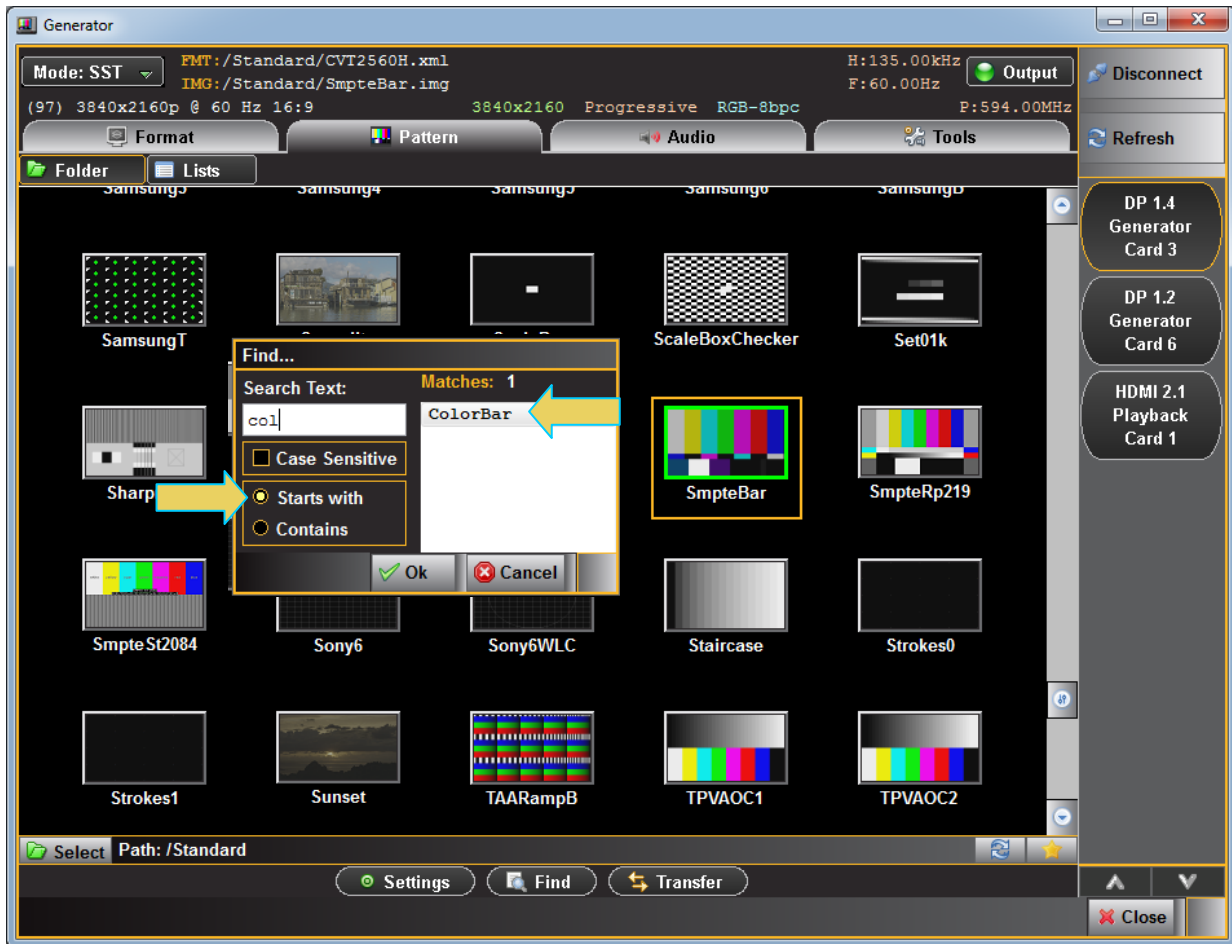 Generator
Mode: SST
FMT:/Standard/CVT2560H.xml
IMG:/Standard/SmpteBar.img
H:135.00kHz
F:60.00Hz
Output
(97) 3840x2160p @ 60 Hz 16:9
3840x2160 Progressive RGB-8bpc
P:594.00MHz
Disconnect
Refresh
Format
Pattern
Audio
Tools
Folder
Lists
DP 1.4
Generator
Card 3
DP 1.2
Generator
Card 6
HDMI 2.1
Playback
Card 1
SamsungT
ScaleBoxChecker
Set01k
Find...
Search Text:
col
Case Sensitive
Starts with
Contains
Matches: 1
ColorBar
Ok
Cancel
Sharp
SmpteBar
SmpteRp219
SmpteSt2084
Sony6
Sony6WLC
Staircase
Strokes0
Strokes1
Sunset
TAARampB
TPVAOC1
TPVAOC2
Select
Path: /Standard
Settings
Find
Transfer
Close